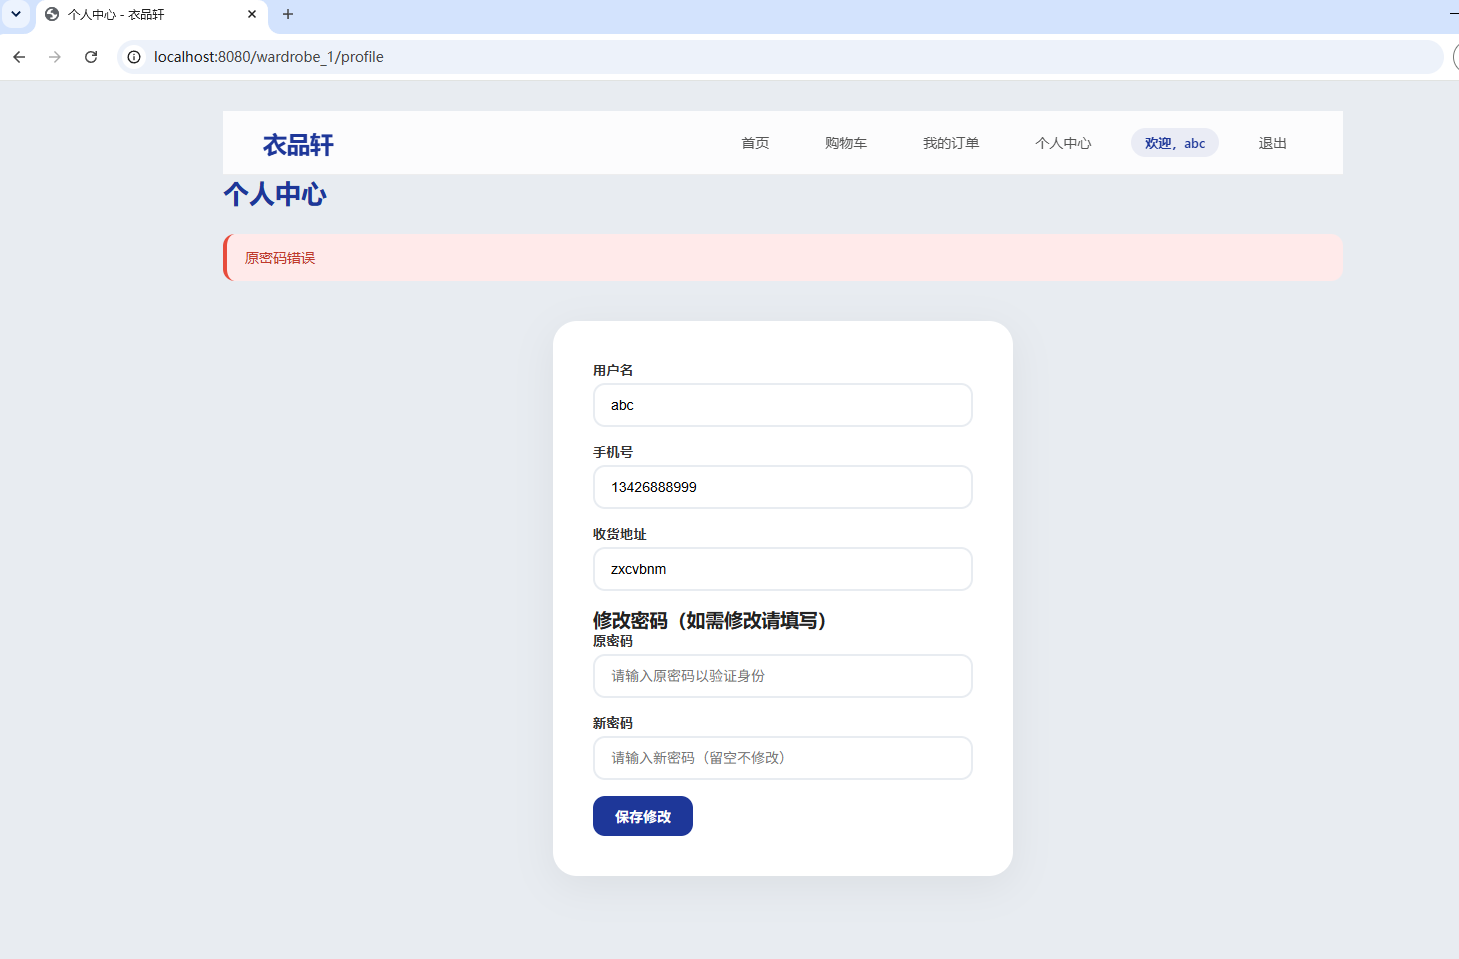 个人中心 - 衣品轩
localhost:8080/wardrobe_1/profile
衣品轩
首页
购物车
我的订单
个人中心
欢迎，abc
退出
个人中心
原密码错误
用户名
abc
手机号
13426888999
收货地址
zxcvbnm
修改密码（如需修改请填写）
原密码
请输入原密码以验证身份
新密码
请输入新密码（留空不修改）
保存修改